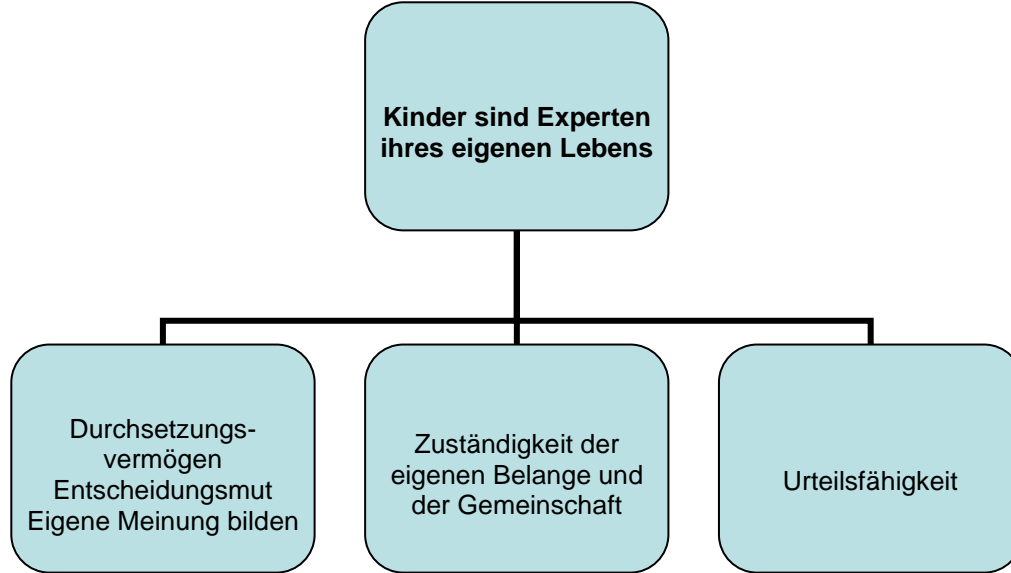 Kinder sind Experten
ihres eigenen Lebens
Durchsetzungs-
vermögen
Entscheidungsmut
Eigene Meinung bilden
Zuständigkeit der
eigenen Belange und
der Gemeinschaft
Urteilsfähigkeit